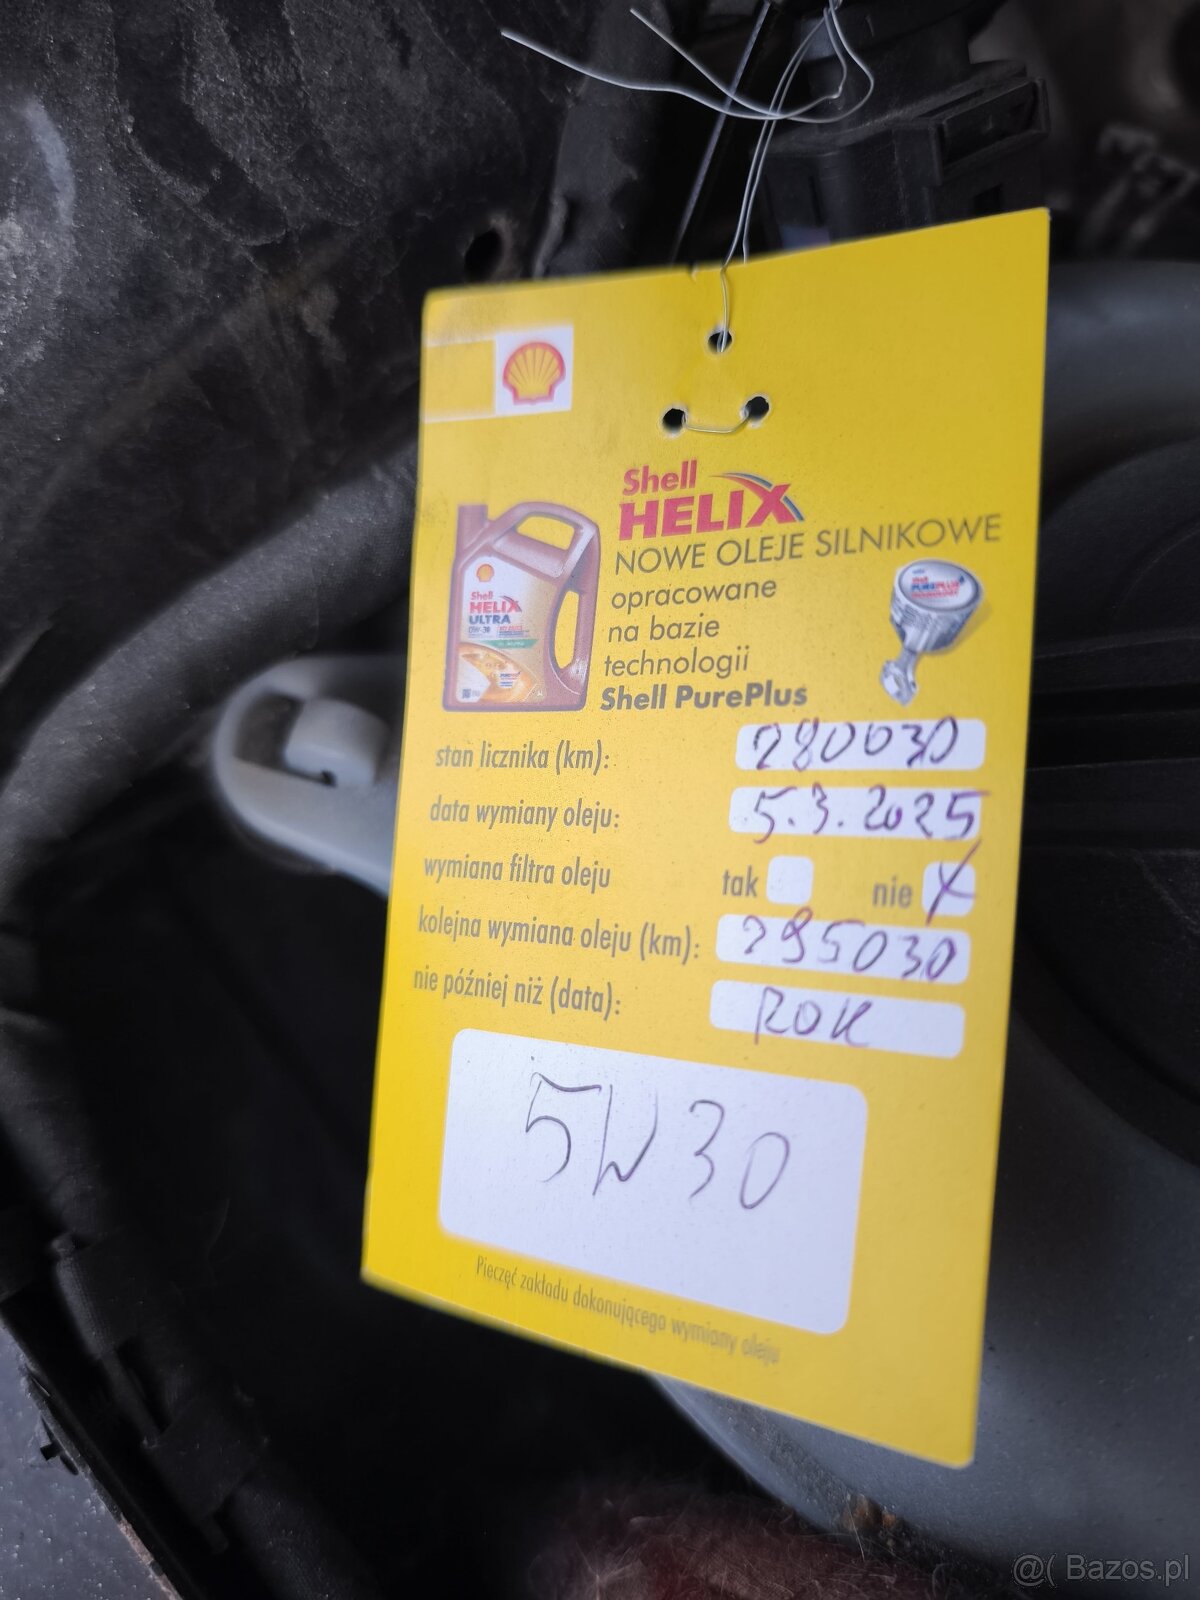 Shell
HELIX
NOWE OLEJE SILNIKOWE
opracowane
na bazie
technologii
Shell PurePlus
Shell
HELIX
ULTRA
0W-30
stan licznika (km): 280030
data wymiany oleju: 5.3.2025
wymiana filtra oleju tak nie X
kolejna wymiana oleju (km): 295030
nie później niż (data): ROK
5W30
Pieczęć zakładu dokonującego wymiany oleju
@( Bazos.pl